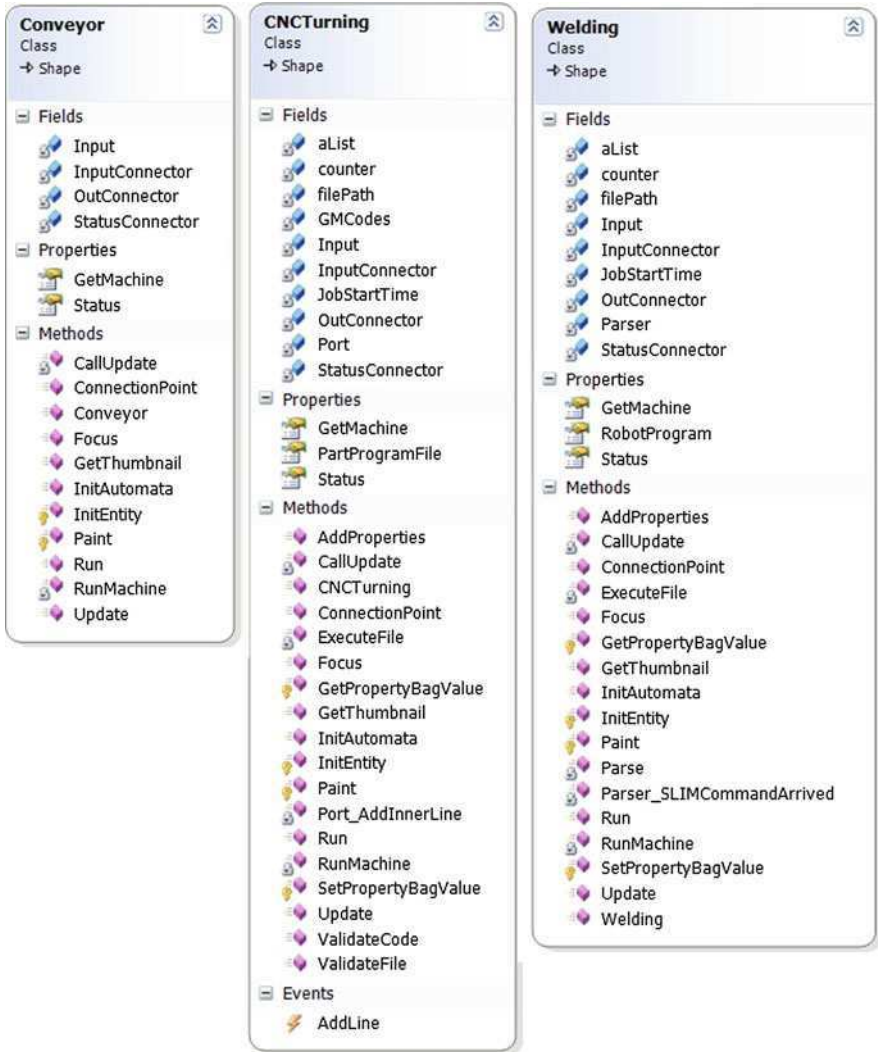 Conveyor
Class
Shape
Fields
Input
InputConnector
OutConnector
StatusConnector
Properties
GetMachine
Status
Methods
CallUpdate
ConnectionPoint
Conveyor
Focus
GetThumbnail
InitAutomata
InitEntity
Paint
Run
RunMachine
Update
CNCTurning
Class
Shape
Fields
aList
counter
filePath
GMCodes
Input
InputConnector
JobStartTime
OutConnector
Port
StatusConnector
Properties
GetMachine
PartProgramFile
Status
Methods
AddProperties
CallUpdate
CNCTurning
ConnectionPoint
ExecuteFile
Focus
GetPropertyBagValue
GetThumbnail
InitAutomata
InitEntity
Paint
Port_AddInnerLine
Run
RunMachine
SetPropertyBagValue
Update
ValidateCode
ValidateFile
Events
AddLine
Welding
Class
Shape
Fields
aList
counter
filePath
Input
InputConnector
JobStartTime
OutConnector
Parser
StatusConnector
Properties
GetMachine
RobotProgram
Status
Methods
AddProperties
CallUpdate
ConnectionPoint
ExecuteFile
Focus
GetPropertyBagValue
GetThumbnail
InitAutomata
InitEntity
Paint
Parse
Parser_SLIMCommandArrived
Run
RunMachine
SetPropertyBagValue
Update
Welding